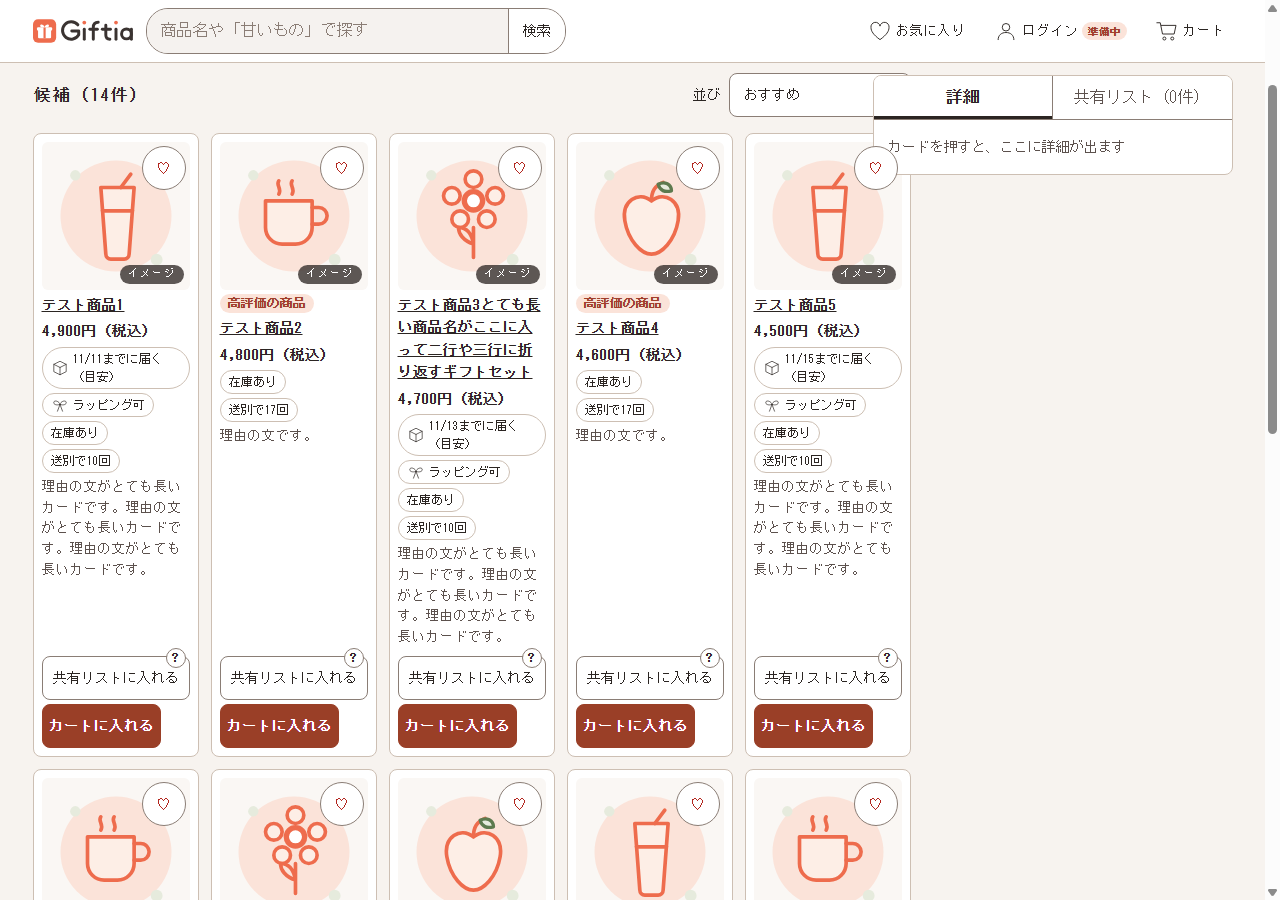 Giftia
商品名や「甘いもの」で探す
検索
お気に入り
ログイン
準備中
カート
候補（14件）
並び
おすすめ
詳細
共有リスト（0件）
カードを押すと、ここに詳細が出ます
イメージ
テスト商品1
4,900円（税込）
11/11までに届く
（目安）
ラッピング可
在庫あり
送別で10回
理由の文がとても長い
カードです。理由の文
がとても長いカードで
す。理由の文がとても
長いカードです。
?
共有リストに入れる
カートに入れる
イメージ
高評価の商品
テスト商品2
4,800円（税込）
在庫あり
送別で17回
理由の文です。
?
共有リストに入れる
カートに入れる
イメージ
テスト商品3とても長
い商品名がここに入
って二行や三行に折
り返すギフトセット
4,700円（税込）
11/13までに届く
（目安）
ラッピング可
在庫あり
送別で10回
理由の文がとても長い
カードです。理由の文
がとても長いカードで
す。理由の文がとても
長いカードです。
?
共有リストに入れる
カートに入れる
イメージ
高評価の商品
テスト商品4
4,600円（税込）
在庫あり
送別で17回
理由の文です。
?
共有リストに入れる
カートに入れる
イメージ
テスト商品5
4,500円（税込）
11/15までに届く
（目安）
ラッピング可
在庫あり
送別で10回
理由の文がとても長い
カードです。理由の文
がとても長いカードで
す。理由の文がとても
長いカードです。
?
共有リストに入れる
カートに入れる